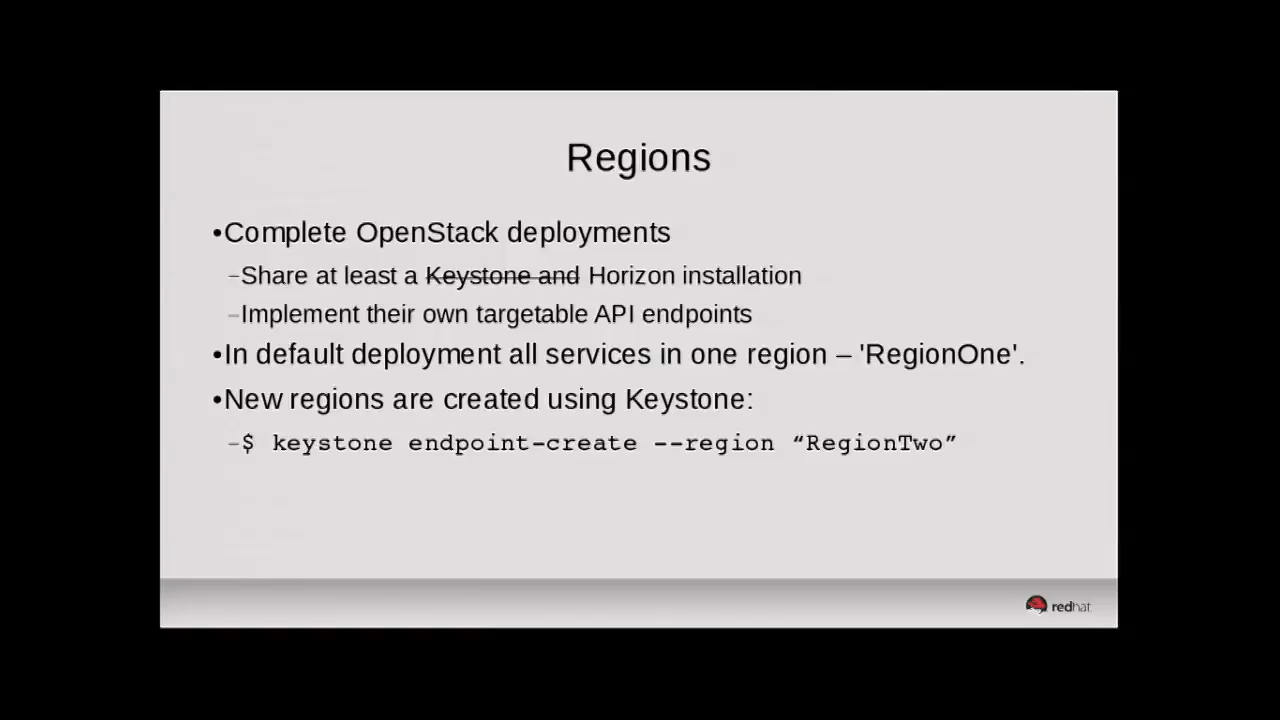 Regions
•Complete OpenStack deployments
–Share at least a Keystone and Horizon installation
–Implement their own targetable API endpoints
•In default deployment all services in one region – 'RegionOne'.
•New regions are created using Keystone:
–$ keystone endpoint-create --region “RegionTwo”
redhat